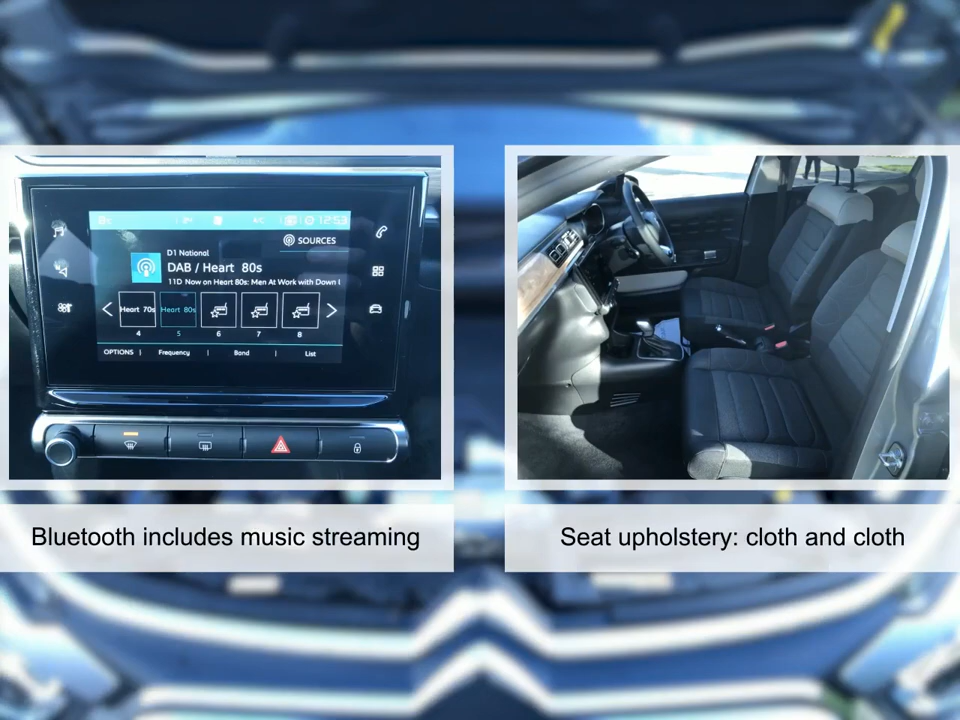 12:53
SOURCES
D1 National
DAB / Heart 80s
11D Now on Heart 80s: Men At Work with Down
Heart 70s
Heart 80s
4
5
6
7
8
OPTIONS
Frequency
Band
List
Bluetooth includes music streaming
Seat upholstery: cloth and cloth